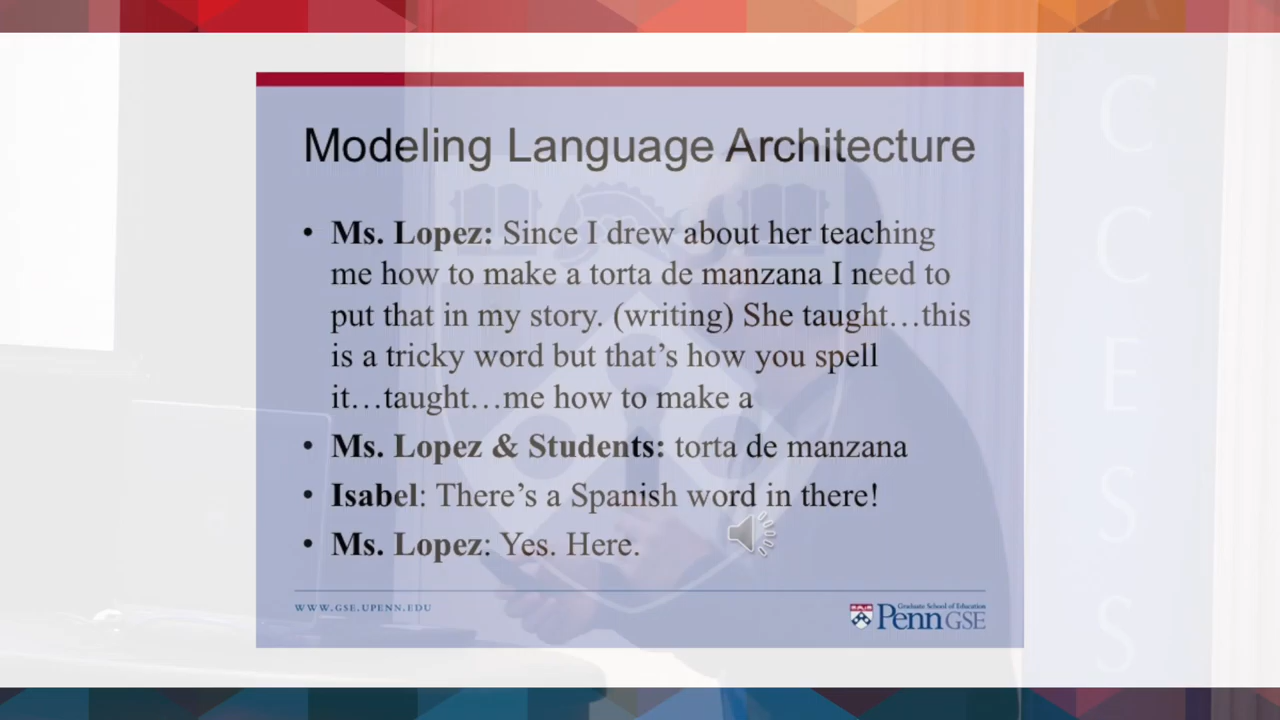 Modeling Language Architecture
• Ms. Lopez: Since I drew about her teaching
me how to make a torta de manzana I need to
put that in my story. (writing) She taught…this
is a tricky word but that’s how you spell
it…taught…me how to make a
• Ms. Lopez & Students: torta de manzana
• Isabel: There’s a Spanish word in there!
• Ms. Lopez: Yes. Here.
WWW.GSE.UPENN.EDU
Graduate School of Education
Penn GSE
A
C
C
E
S
S